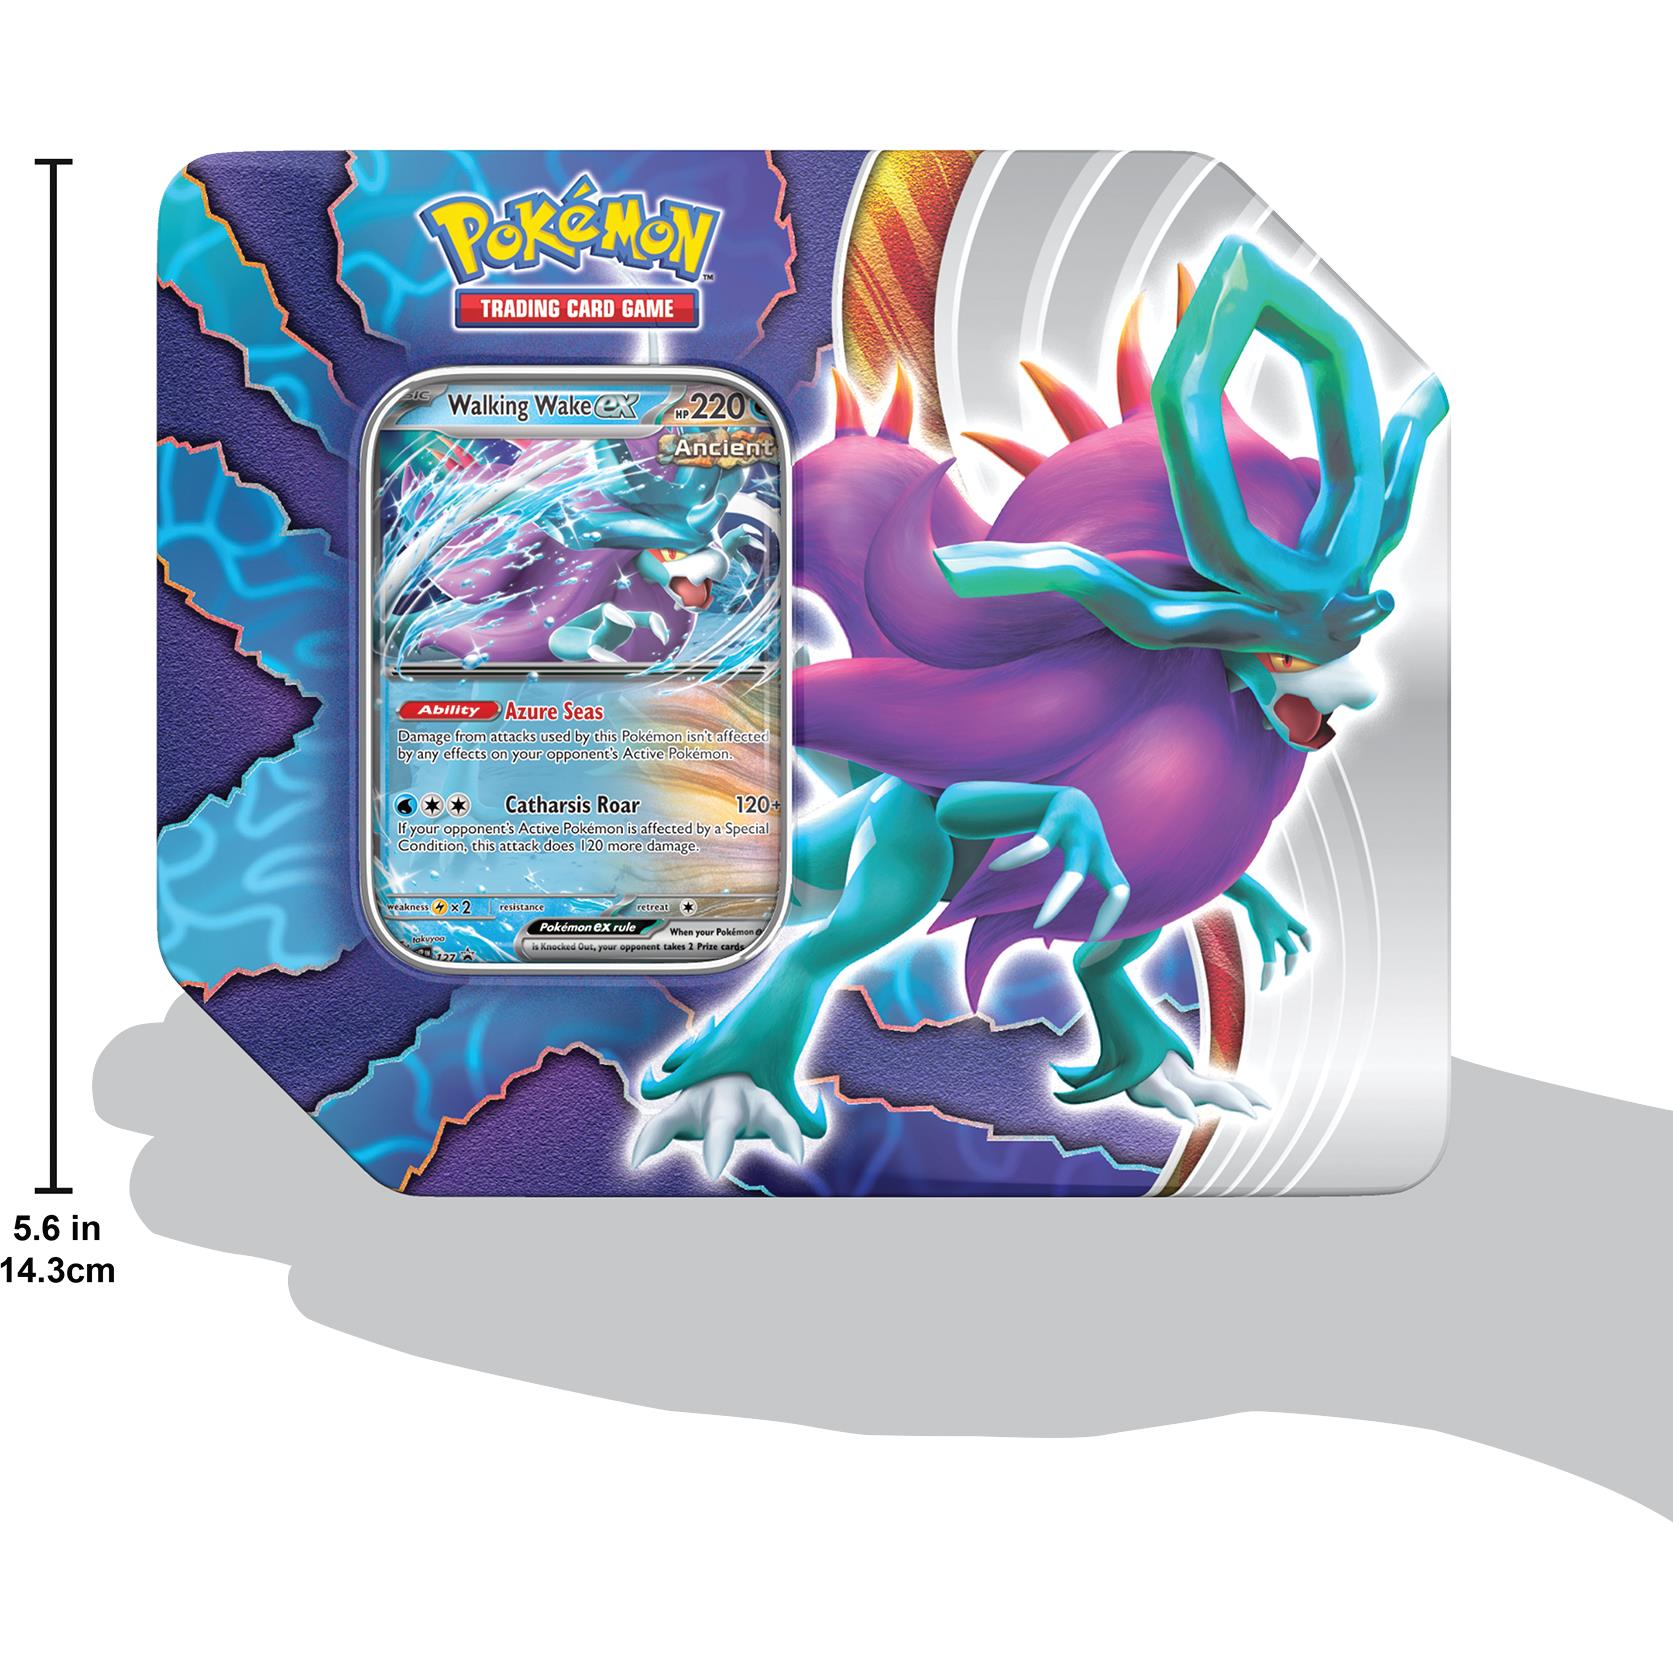 POKéMON
TM
TRADING CARD GAME
Walking Wake ex HP 220
Ancient
Ability Azure Seas
Damage from attacks used by this Pokémon isn't affected
by any effects on your opponent's Active Pokémon.
Catharsis Roar 120+
If your opponent's Active Pokémon is affected by a Special
Condition, this attack does 120 more damage.
weakness ×2 resistance retreat
Pokémon ex rule When your Pokémon
is Knocked Out, your opponent takes 2 Prize cards
takuyoa
127
5.6 in
14.3cm